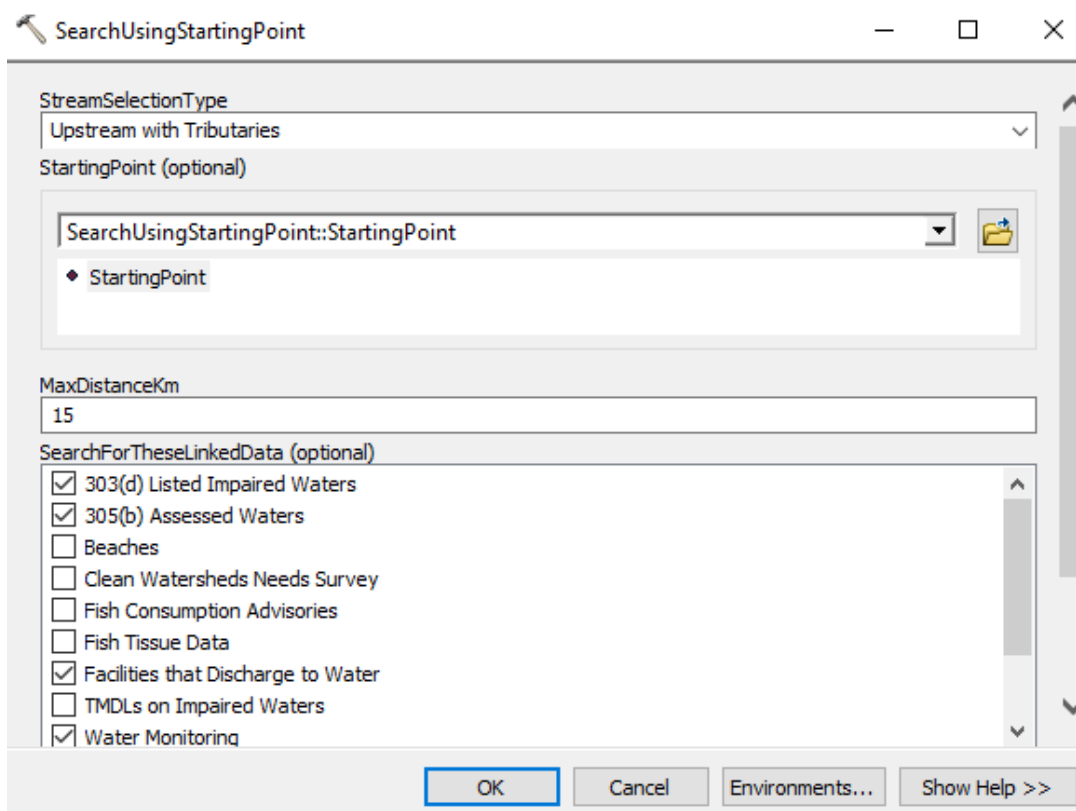 SearchUsingStartingPoint
StreamSelectionType
Upstream with Tributaries
StartingPoint (optional)
SearchUsingStartingPoint::StartingPoint
StartingPoint
MaxDistanceKm
15
SearchForTheseLinkedData (optional)
303(d) Listed Impaired Waters
305(b) Assessed Waters
Beaches
Clean Watersheds Needs Survey
Fish Consumption Advisories
Fish Tissue Data
Facilities that Discharge to Water
TMDLs on Impaired Waters
Water Monitoring
OK Cancel Environments... Show Help >>